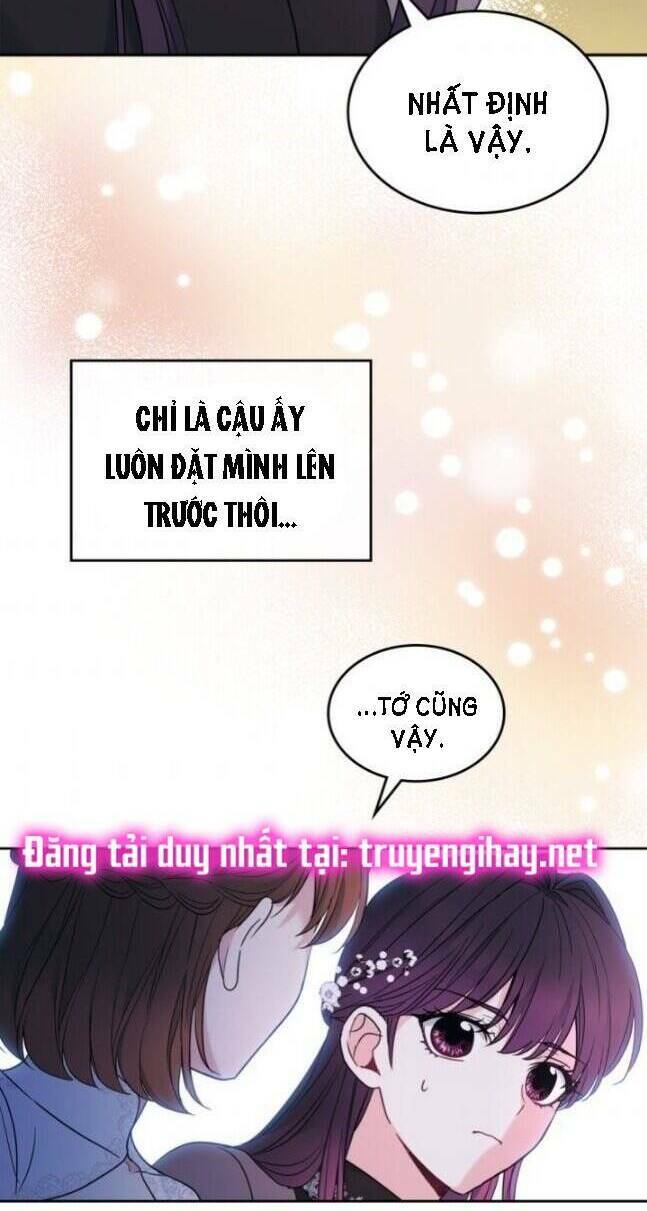 NHẤT ĐỊNH
LÀ VẬY.
CHỈ LÀ CẬU ẤY
LUÔN ĐẶT MÌNH LÊN
TRƯỚC THÔI...
...TỚ CŨNG
VẬY.
Đăng tải duy nhất tại: truyengihay.net